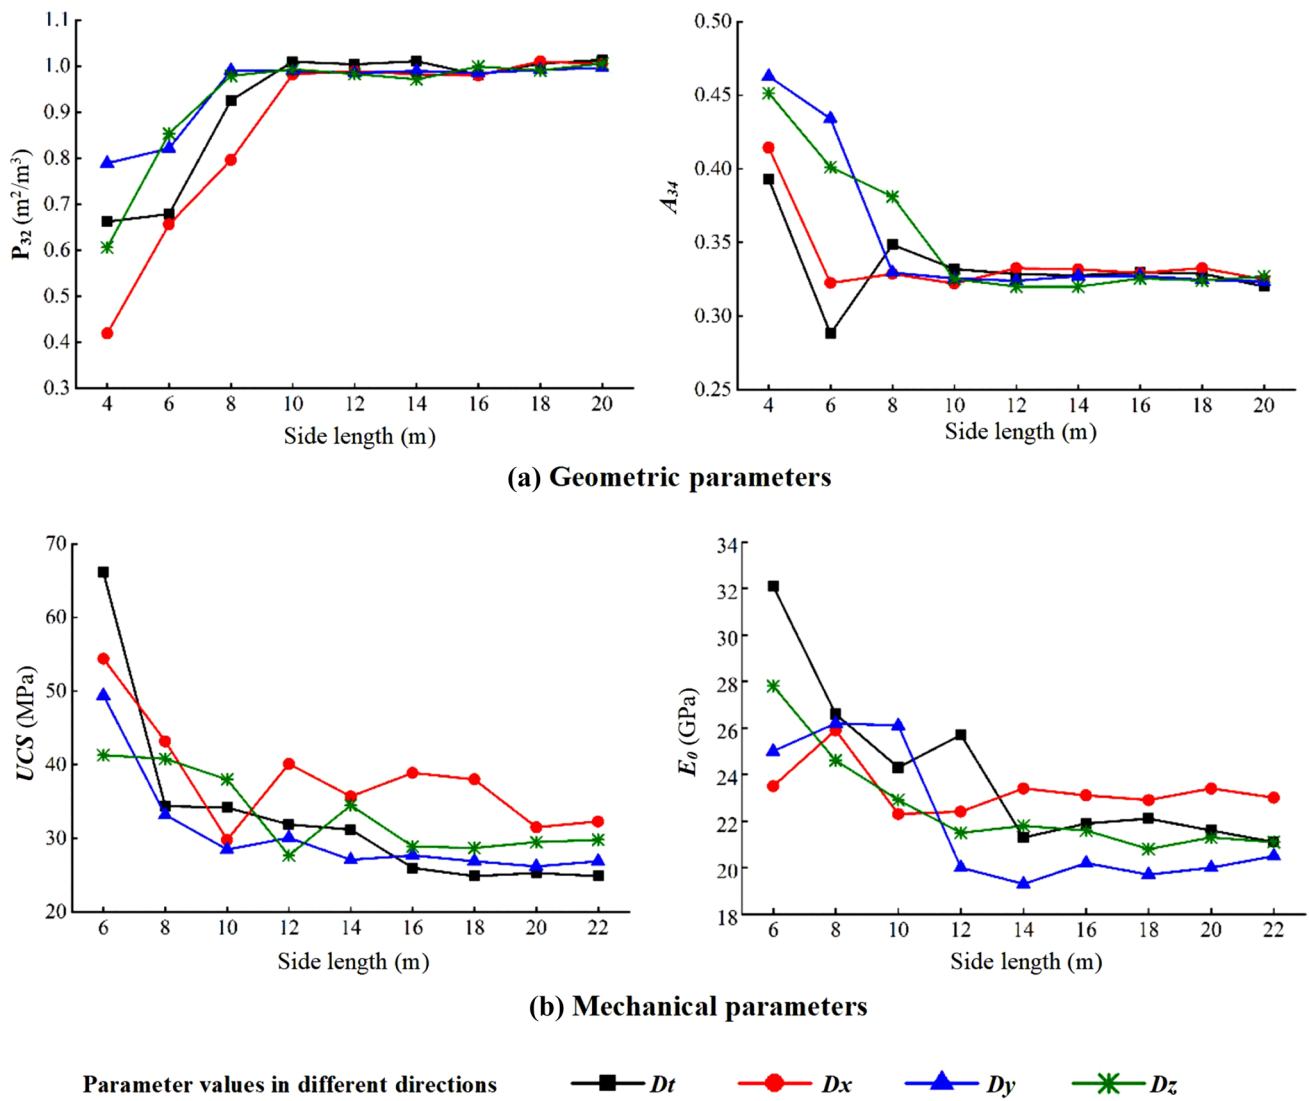 1.1
1.0
0.9
0.8
0.7
0.6
0.5
0.4
0.3
P32 (m2/m3)
4 6 8 10 12 14 16 18 20
Side length (m)
0.50
0.45
0.40
0.35
0.30
0.25
A34
4 6 8 10 12 14 16 18 20
Side length (m)
(a) Geometric parameters
70
60
50
40
30
20
UCS (MPa)
6 8 10 12 14 16 18 20 22
Side length (m)
34
32
30
28
26
24
22
20
18
E0 (GPa)
6 8 10 12 14 16 18 20 22
Side length (m)
(b) Mechanical parameters
Parameter values in different directions Dt Dx Dy Dz